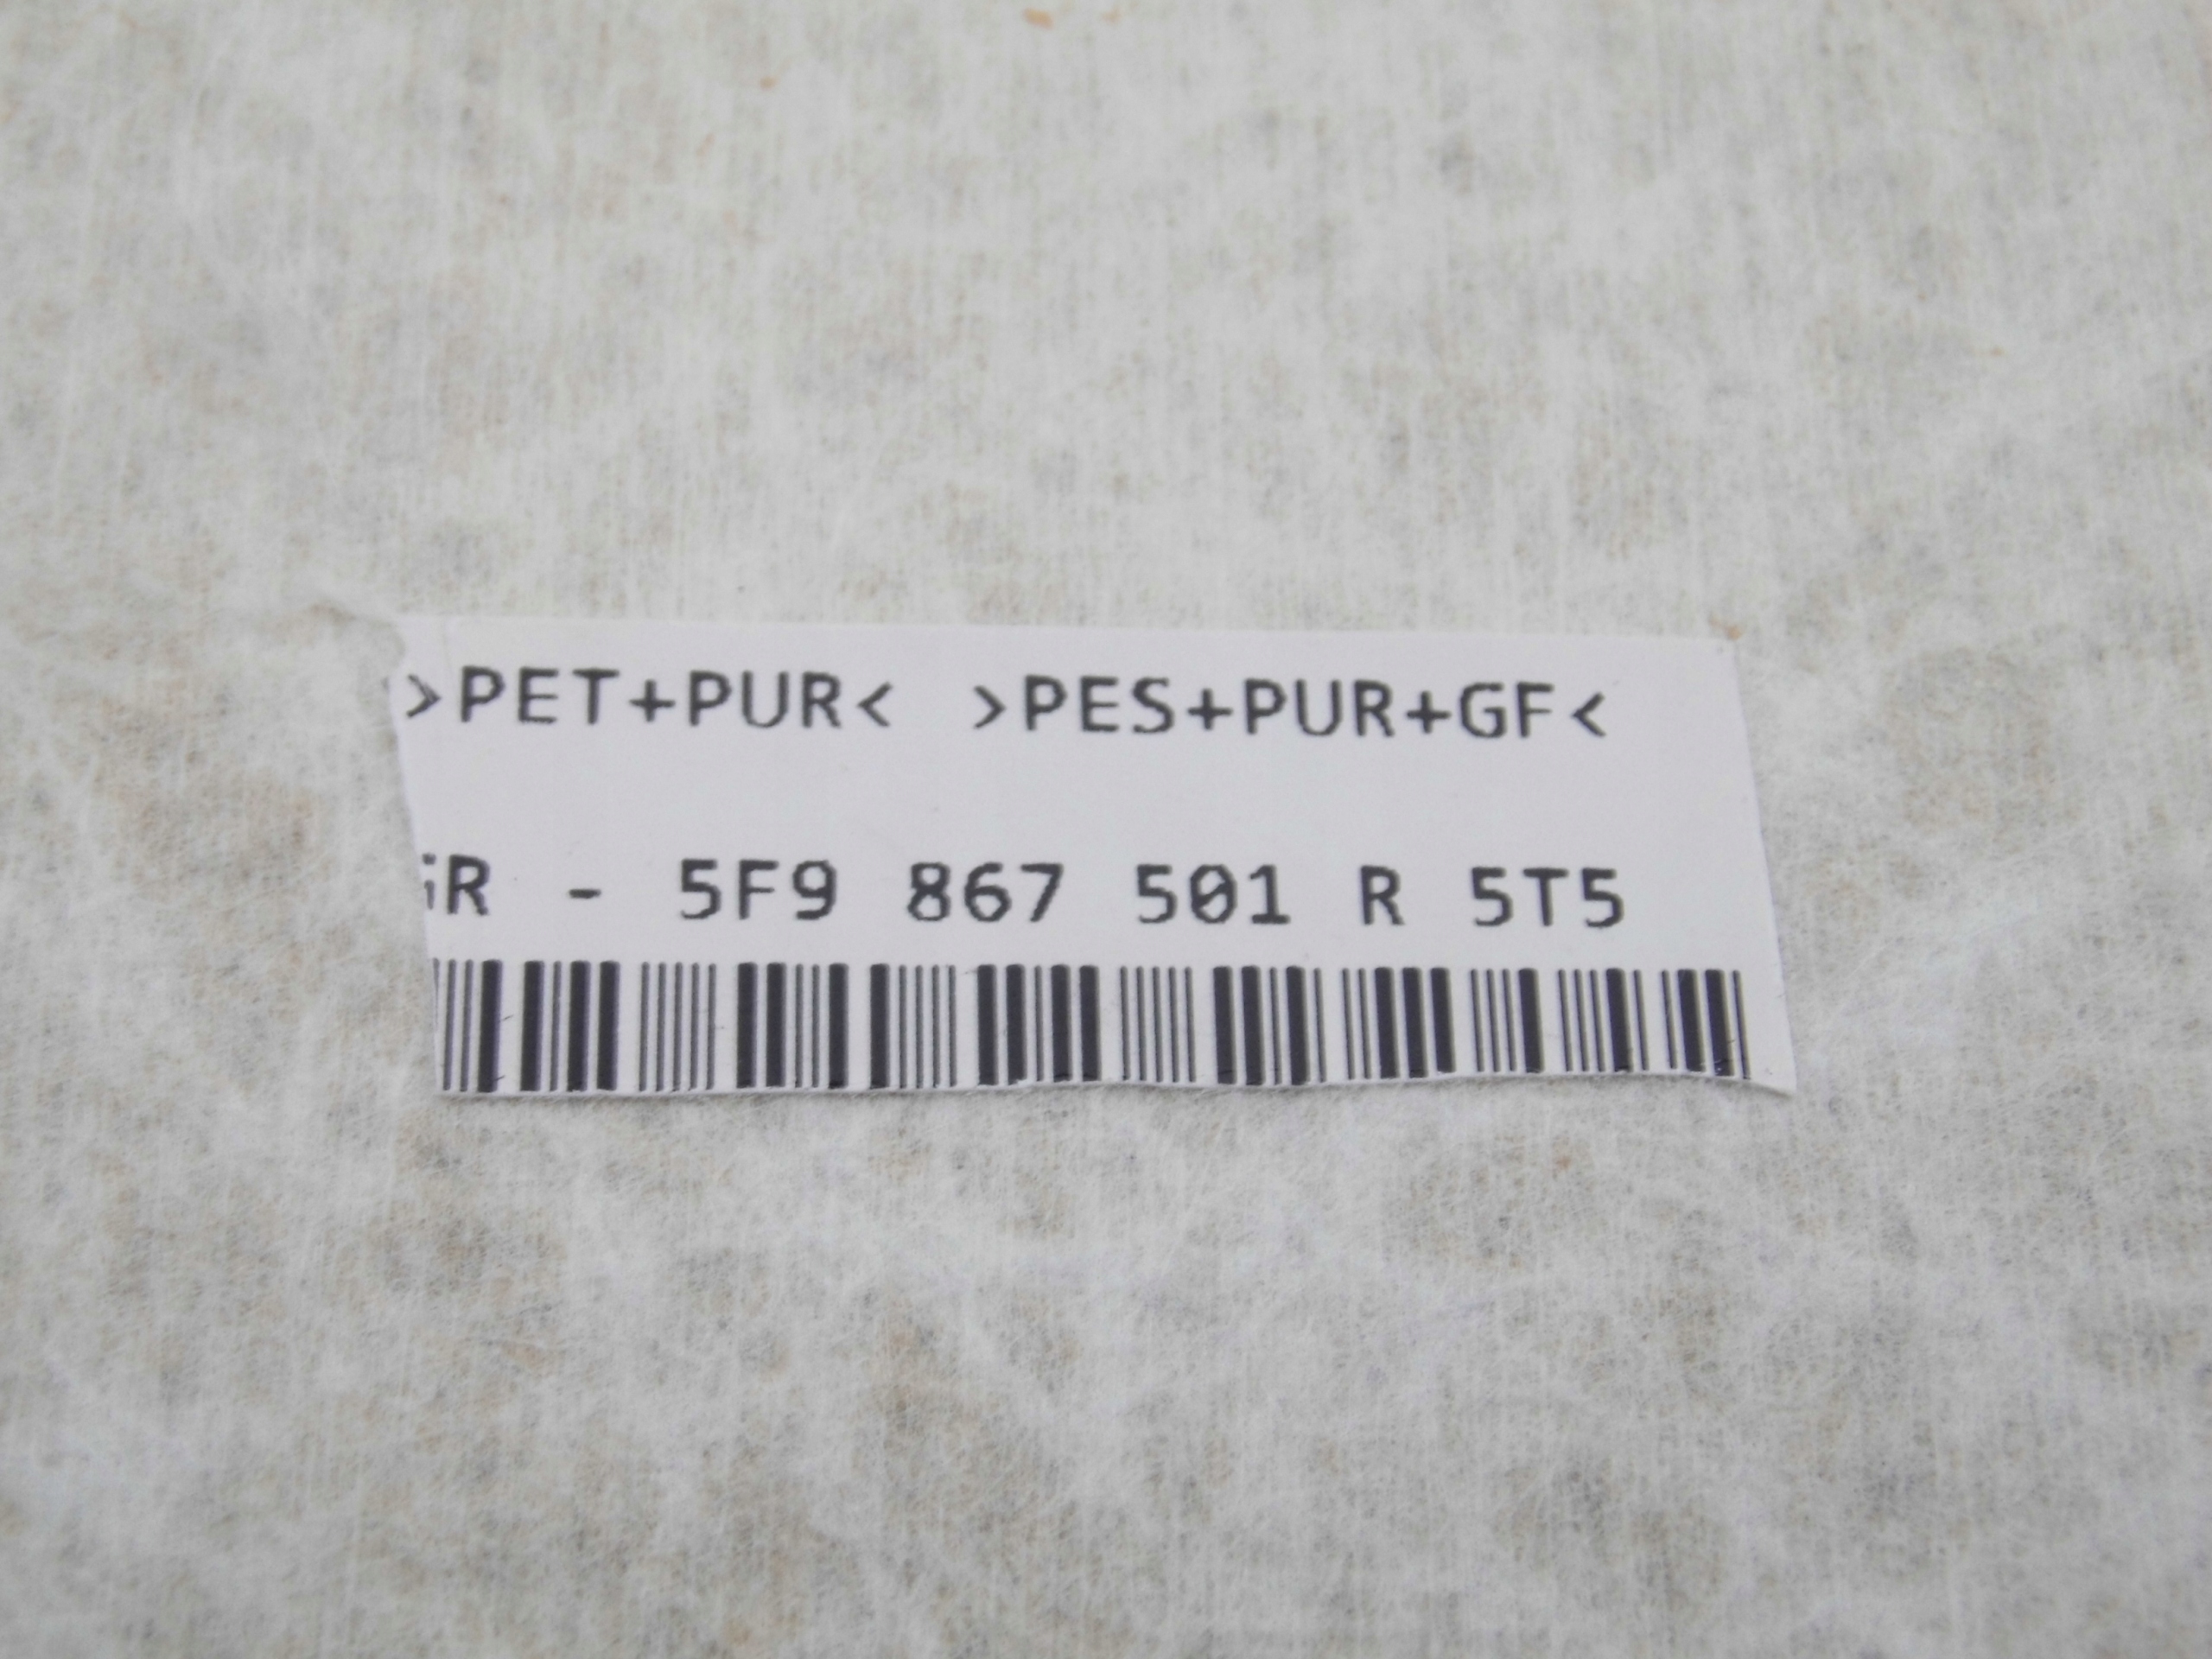 >PET+PUR< >PES+PUR+GF<
R - 5F9 867 501 R 5T5